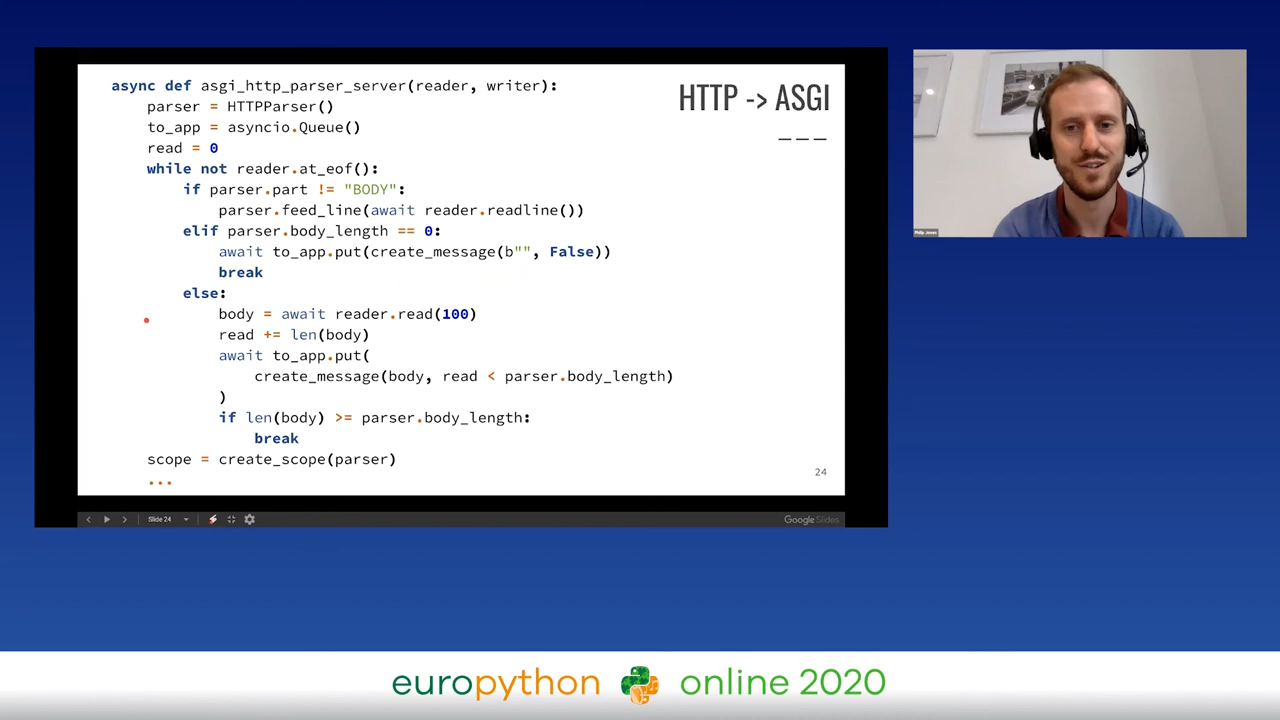 async def asgi_http_parser_server(reader, writer):
    parser = HTTPParser()
    to_app = asyncio.Queue()
    read = 0
    while not reader.at_eof():
        if parser.part != "BODY":
            parser.feed_line(await reader.readline())
        elif parser.body_length == 0:
            await to_app.put(create_message(b"", False))
            break
        else:
            body = await reader.read(100)
            read += len(body)
            await to_app.put(
                create_message(body, read < parser.body_length)
            )
            if len(body) >= parser.body_length:
                break
    scope = create_scope(parser)
    ...
HTTP -> ASGI
___
24
Slide 24
Google Slides
Philip Jones
europython online 2020